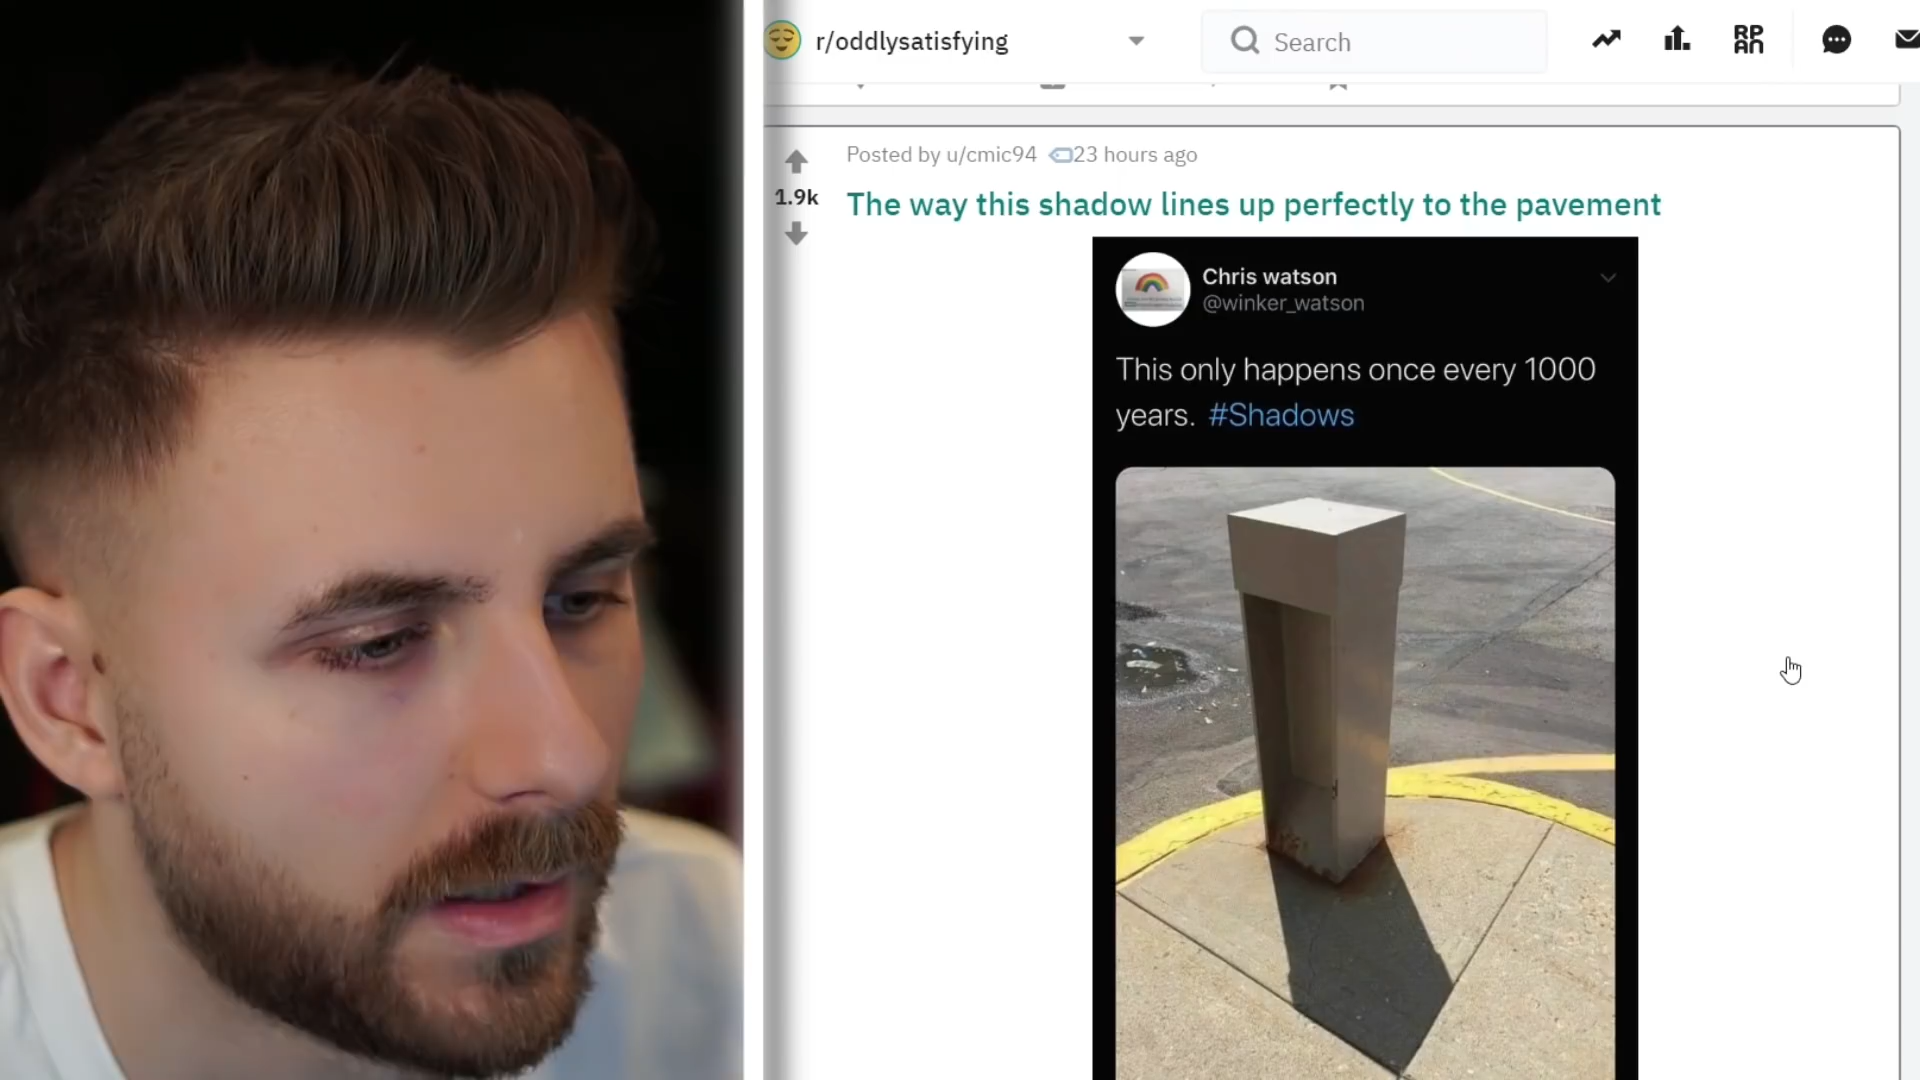 r/oddlysatisfying
Search
RPAN
Posted by u/cmic94 23 hours ago
1.9k
The way this shadow lines up perfectly to the pavement
Chris watson
@winker_watson
This only happens once every 1000
years. #Shadows